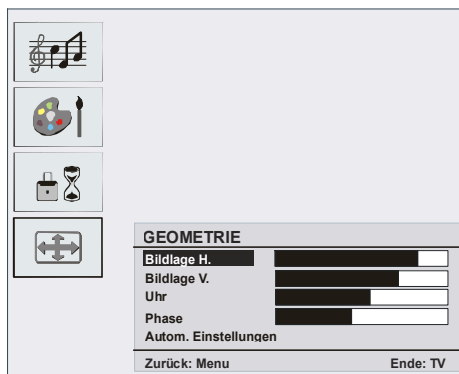 GEOMETRIE
Bildlage H.
Bildlage V.
Uhr
Phase
Autom. Einstellungen
Zurück: Menu Ende: TV